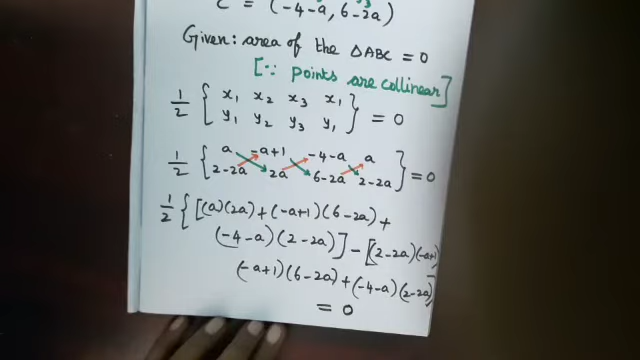 C = (-4-a, 6-2a)
Given: area of the ΔABC = 0
[∵ points are collinear]
1/2 { x₁ x₂ x₃ x₁
y₁ y₂ y₃ y₁ } = 0
1/2 { a -a+1 -4-a a
2-2a 2a 6-2a 2-2a } = 0
1/2 { [(a)(2a) + (-a+1)(6-2a) +
(-4-a)(2-2a)] - [(2-2a)(-a+1)
(-a+1)(6-2a) + (-4-a)(2-2a)
= 0